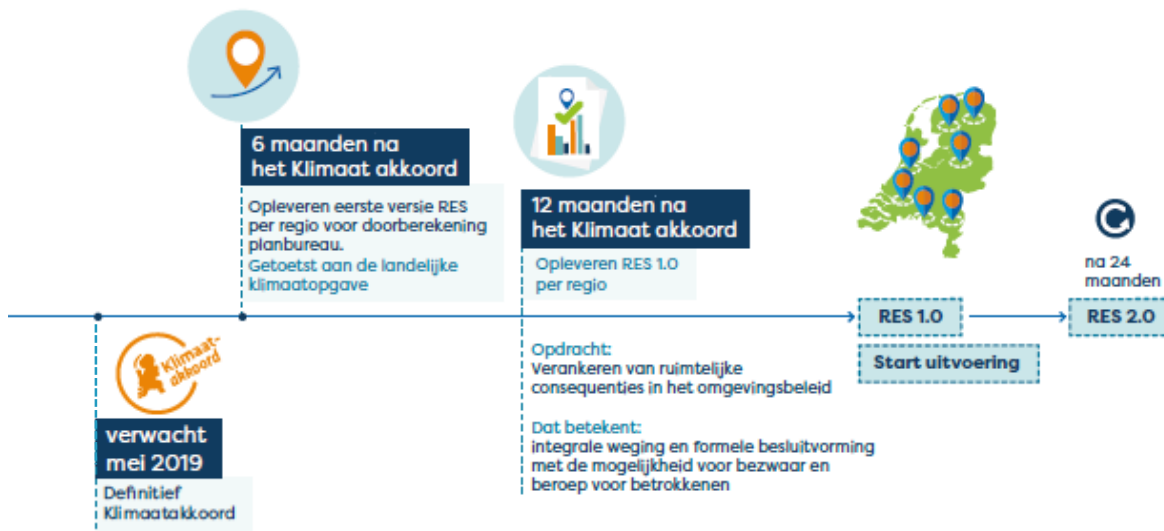 6 maanden na
het Klimaat akkoord
Opleveren eerste versie RES
per regio voor doorberekening
planbureau.
Getoetst aan de landelijke
klimaatopgave
12 maanden na
het Klimaat akkoord
Opleveren RES 1.0
per regio
na 24
maanden
RES 1.0
RES 2.0
Start uitvoering
Klimaat-
akkoord
verwacht
mei 2019
Definitief
Klimaatakkoord
Opdracht:
Verankeren van ruimtelijke
consequenties in het omgevingsbeleid
Dat betekent:
integrale weging en formele besluitvorming
met de mogelijkheid voor bezwaar en
beroep voor betrokkenen